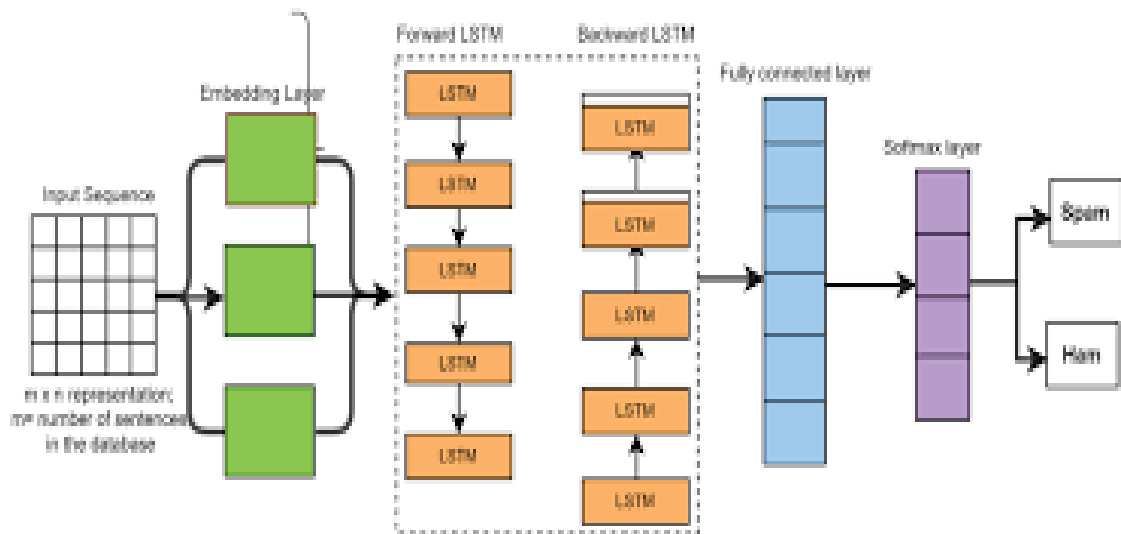 Input Sequence
m x n representation;
m= number of sentences
in the database
Embedding Layer
Forward LSTM
LSTM
LSTM
LSTM
LSTM
LSTM
Backward LSTM
LSTM
LSTM
LSTM
LSTM
LSTM
Fully connected layer
Softmax layer
Spam
Ham